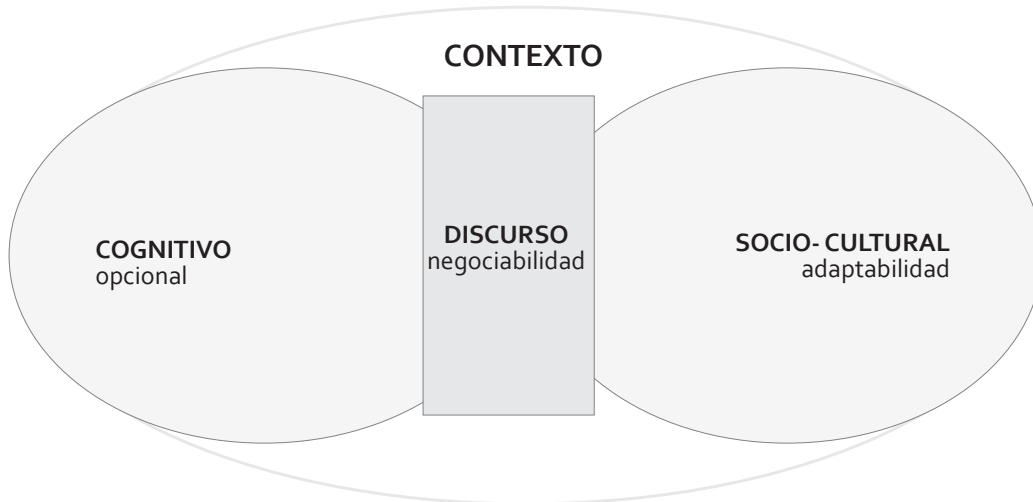 CONTEXTO
COGNITIVO
opcional
DISCURSO
negociabilidad
SOCIO- CULTURAL
adaptabilidad